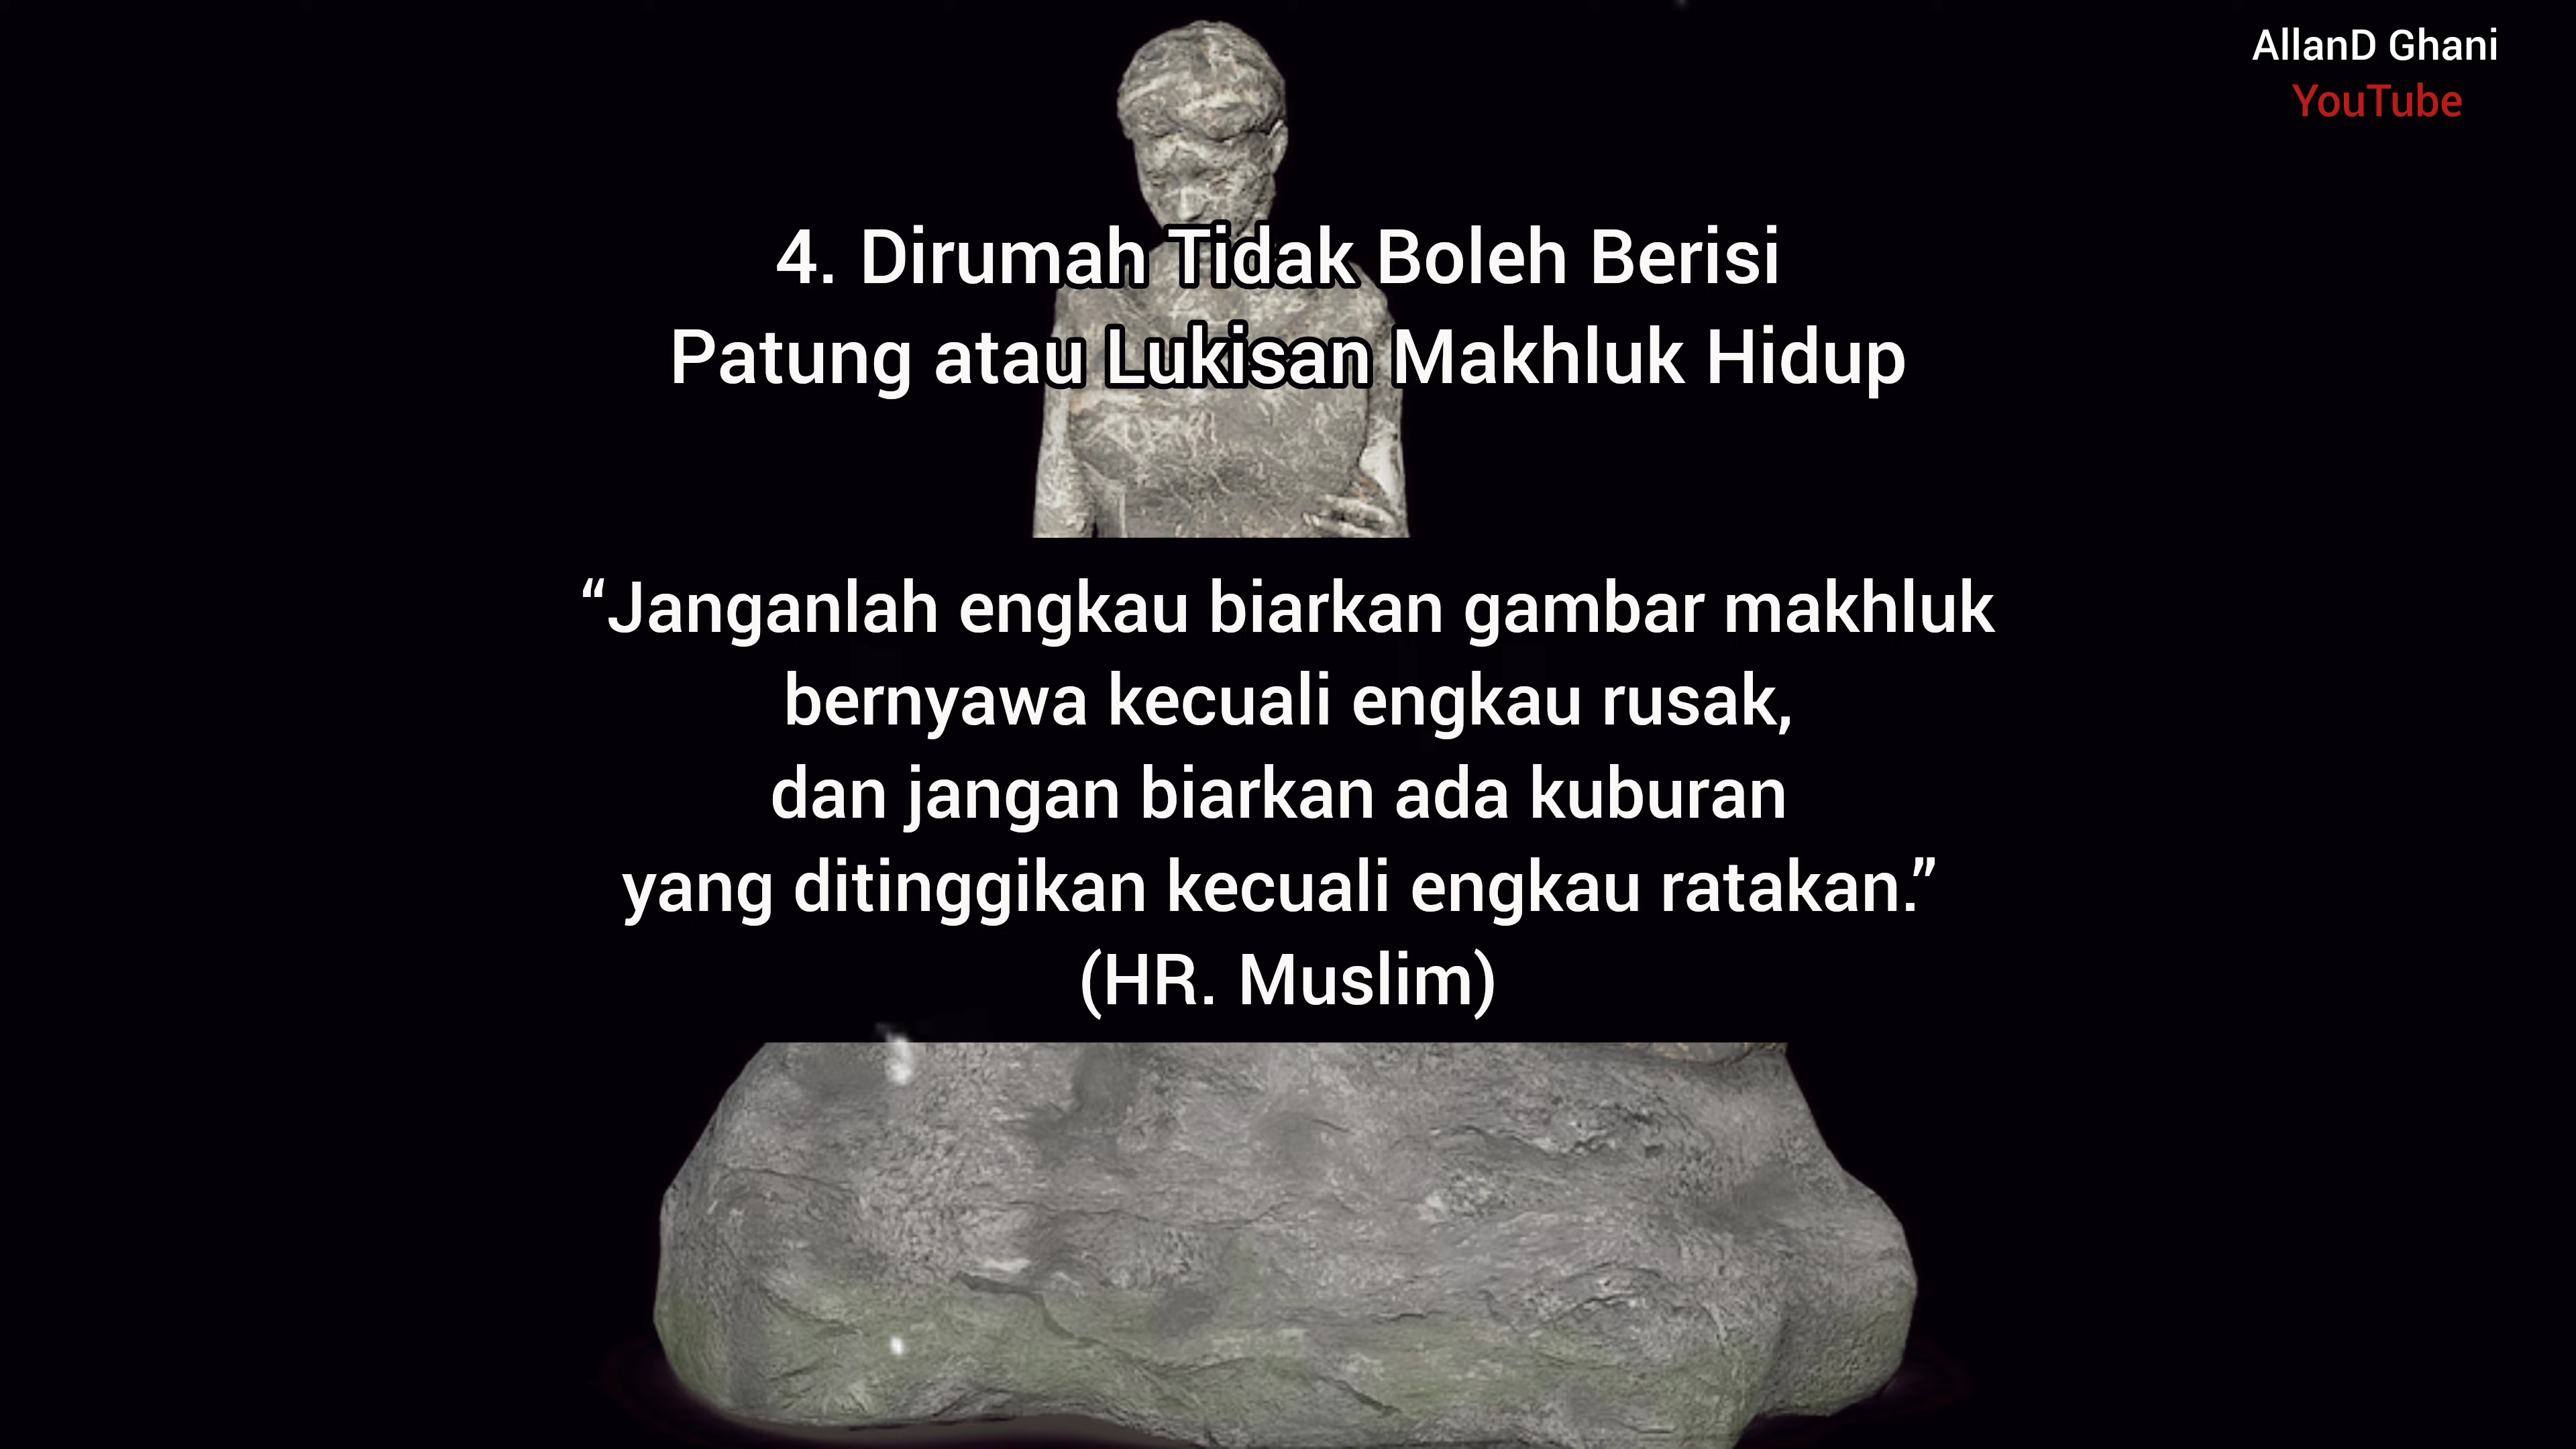 AllanD Ghani
YouTube
4. Dirumah Tidak Boleh Berisi
Patung atau Lukisan Makhluk Hidup
“Janganlah engkau biarkan gambar makhluk
bernyawa kecuali engkau rusak,
dan jangan biarkan ada kuburan
yang ditinggikan kecuali engkau ratakan.”
(HR. Muslim)